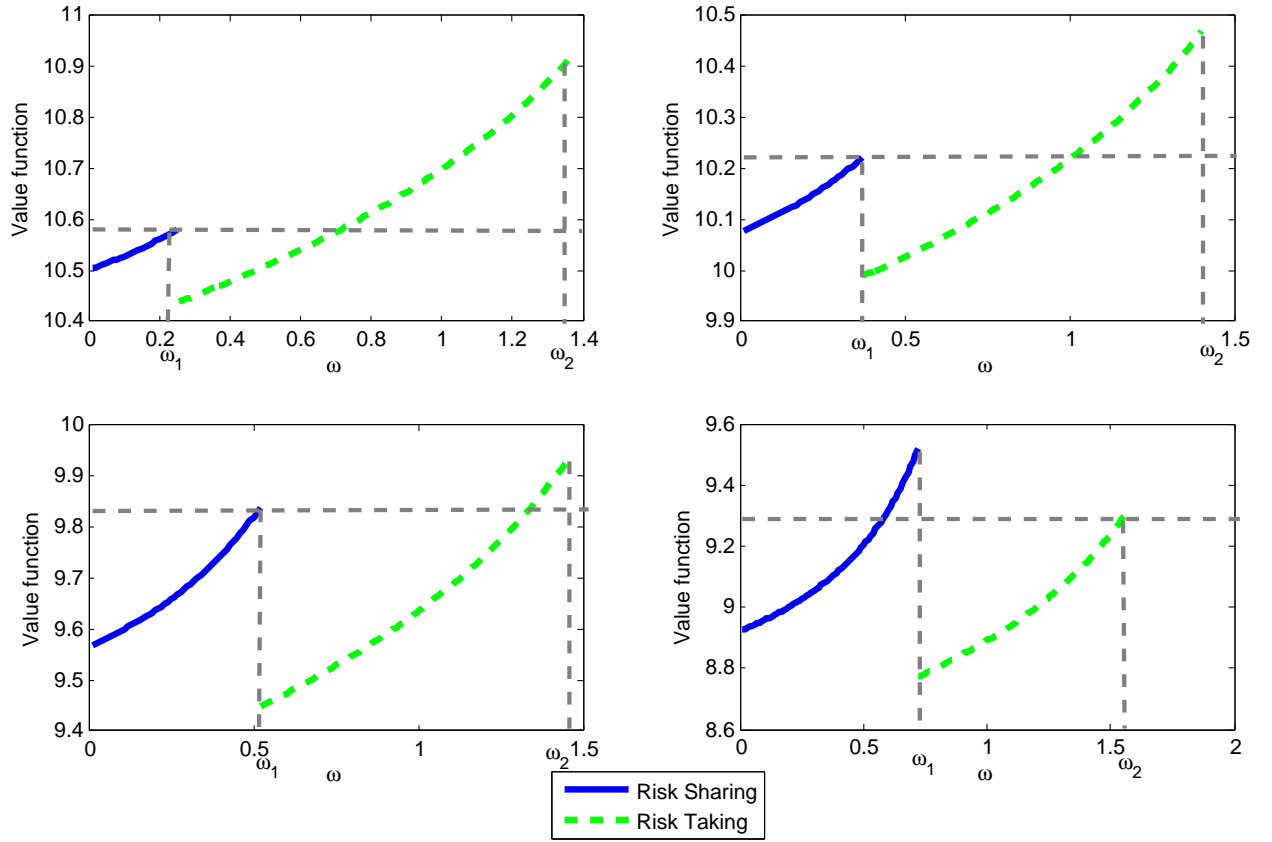 11
10.9
10.8
10.7
10.6
10.5
10.4
Value function
0 0.2 0.4 0.6 0.8 1 1.2 1.4
ω1 ω ω2
10.5
10.4
10.3
10.2
10.1
10
9.9
Value function
0 0.5 1 1.5
ω1 ω ω2
10
9.9
9.8
9.7
9.6
9.5
9.4
Value function
0 0.5 1 1.5
ω1 ω ω2
9.6
9.4
9.2
9
8.8
8.6
Value function
0 0.5 1 1.5 2
ω1 ω ω2
Risk Sharing
Risk Taking